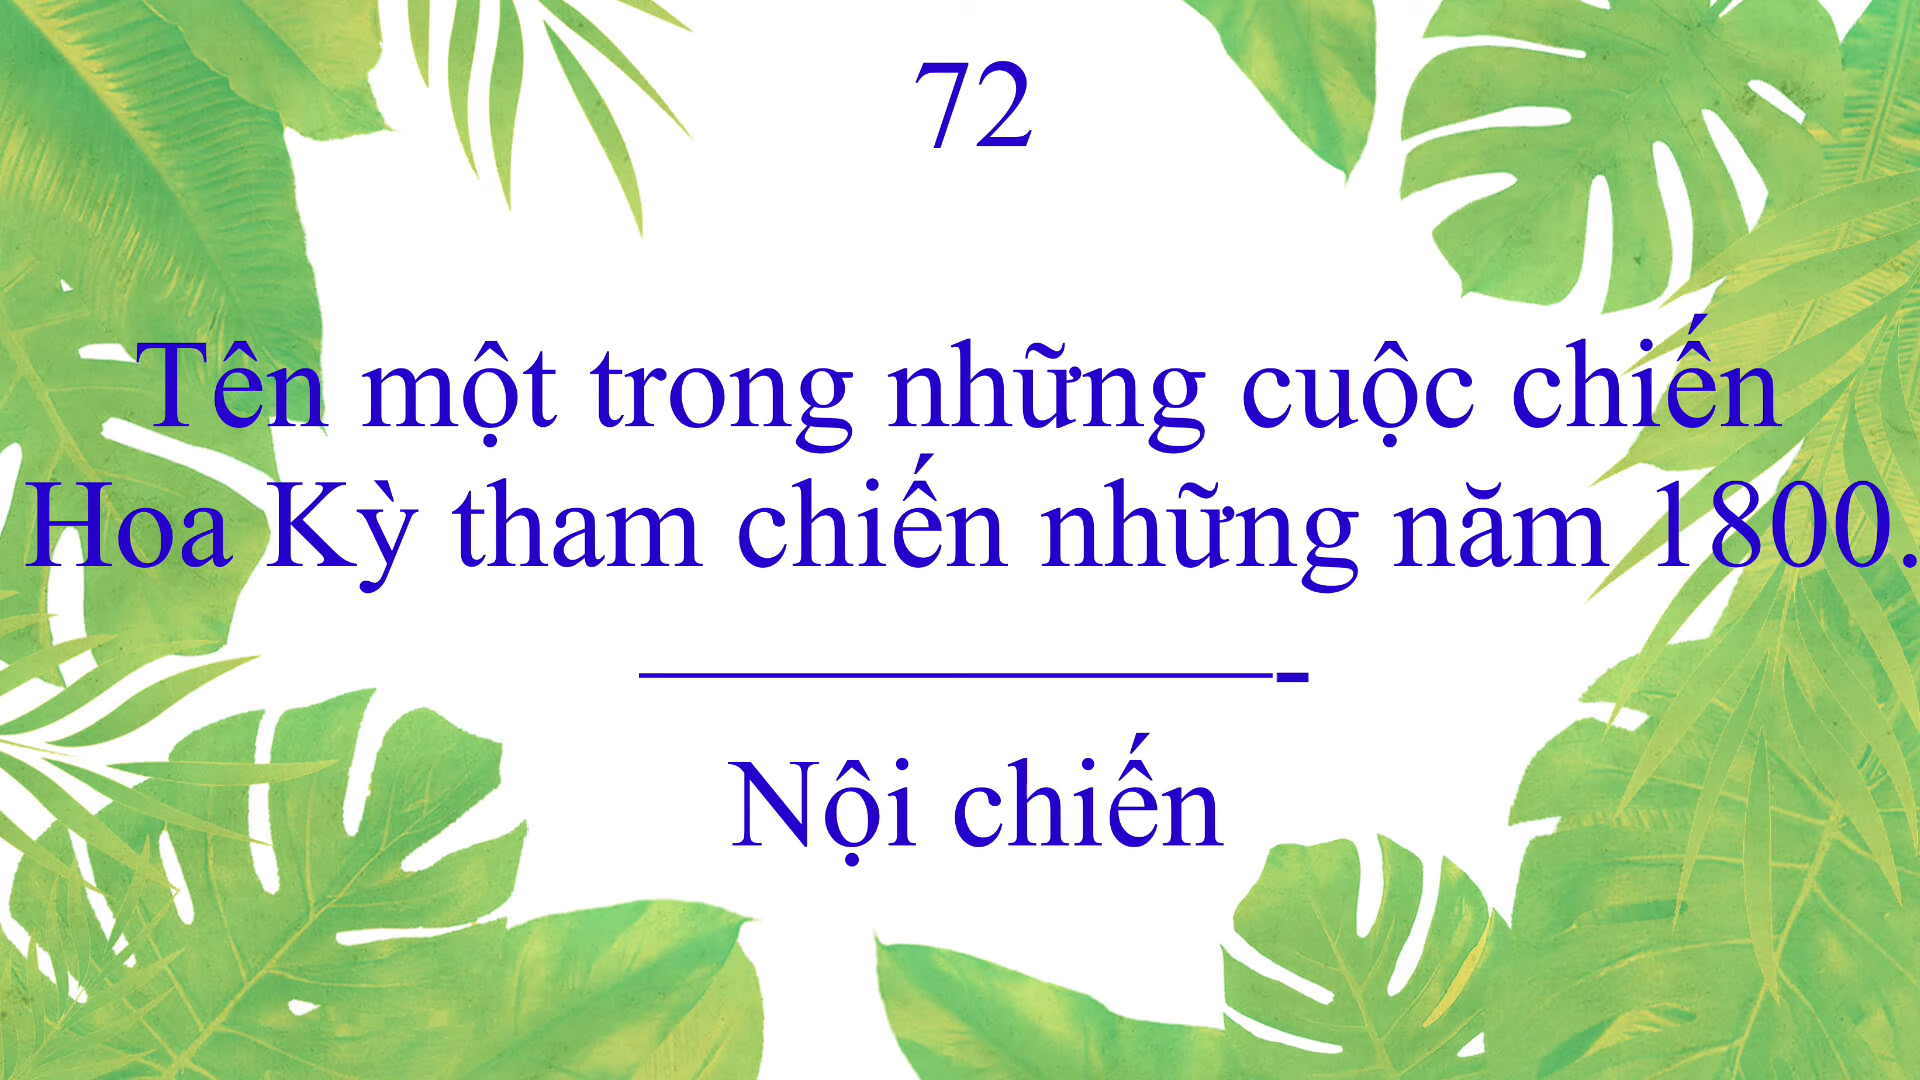 72
Tên một trong những cuộc chiến
Hoa Kỳ tham chiến những năm 1800.
———————————-
Nội chiến